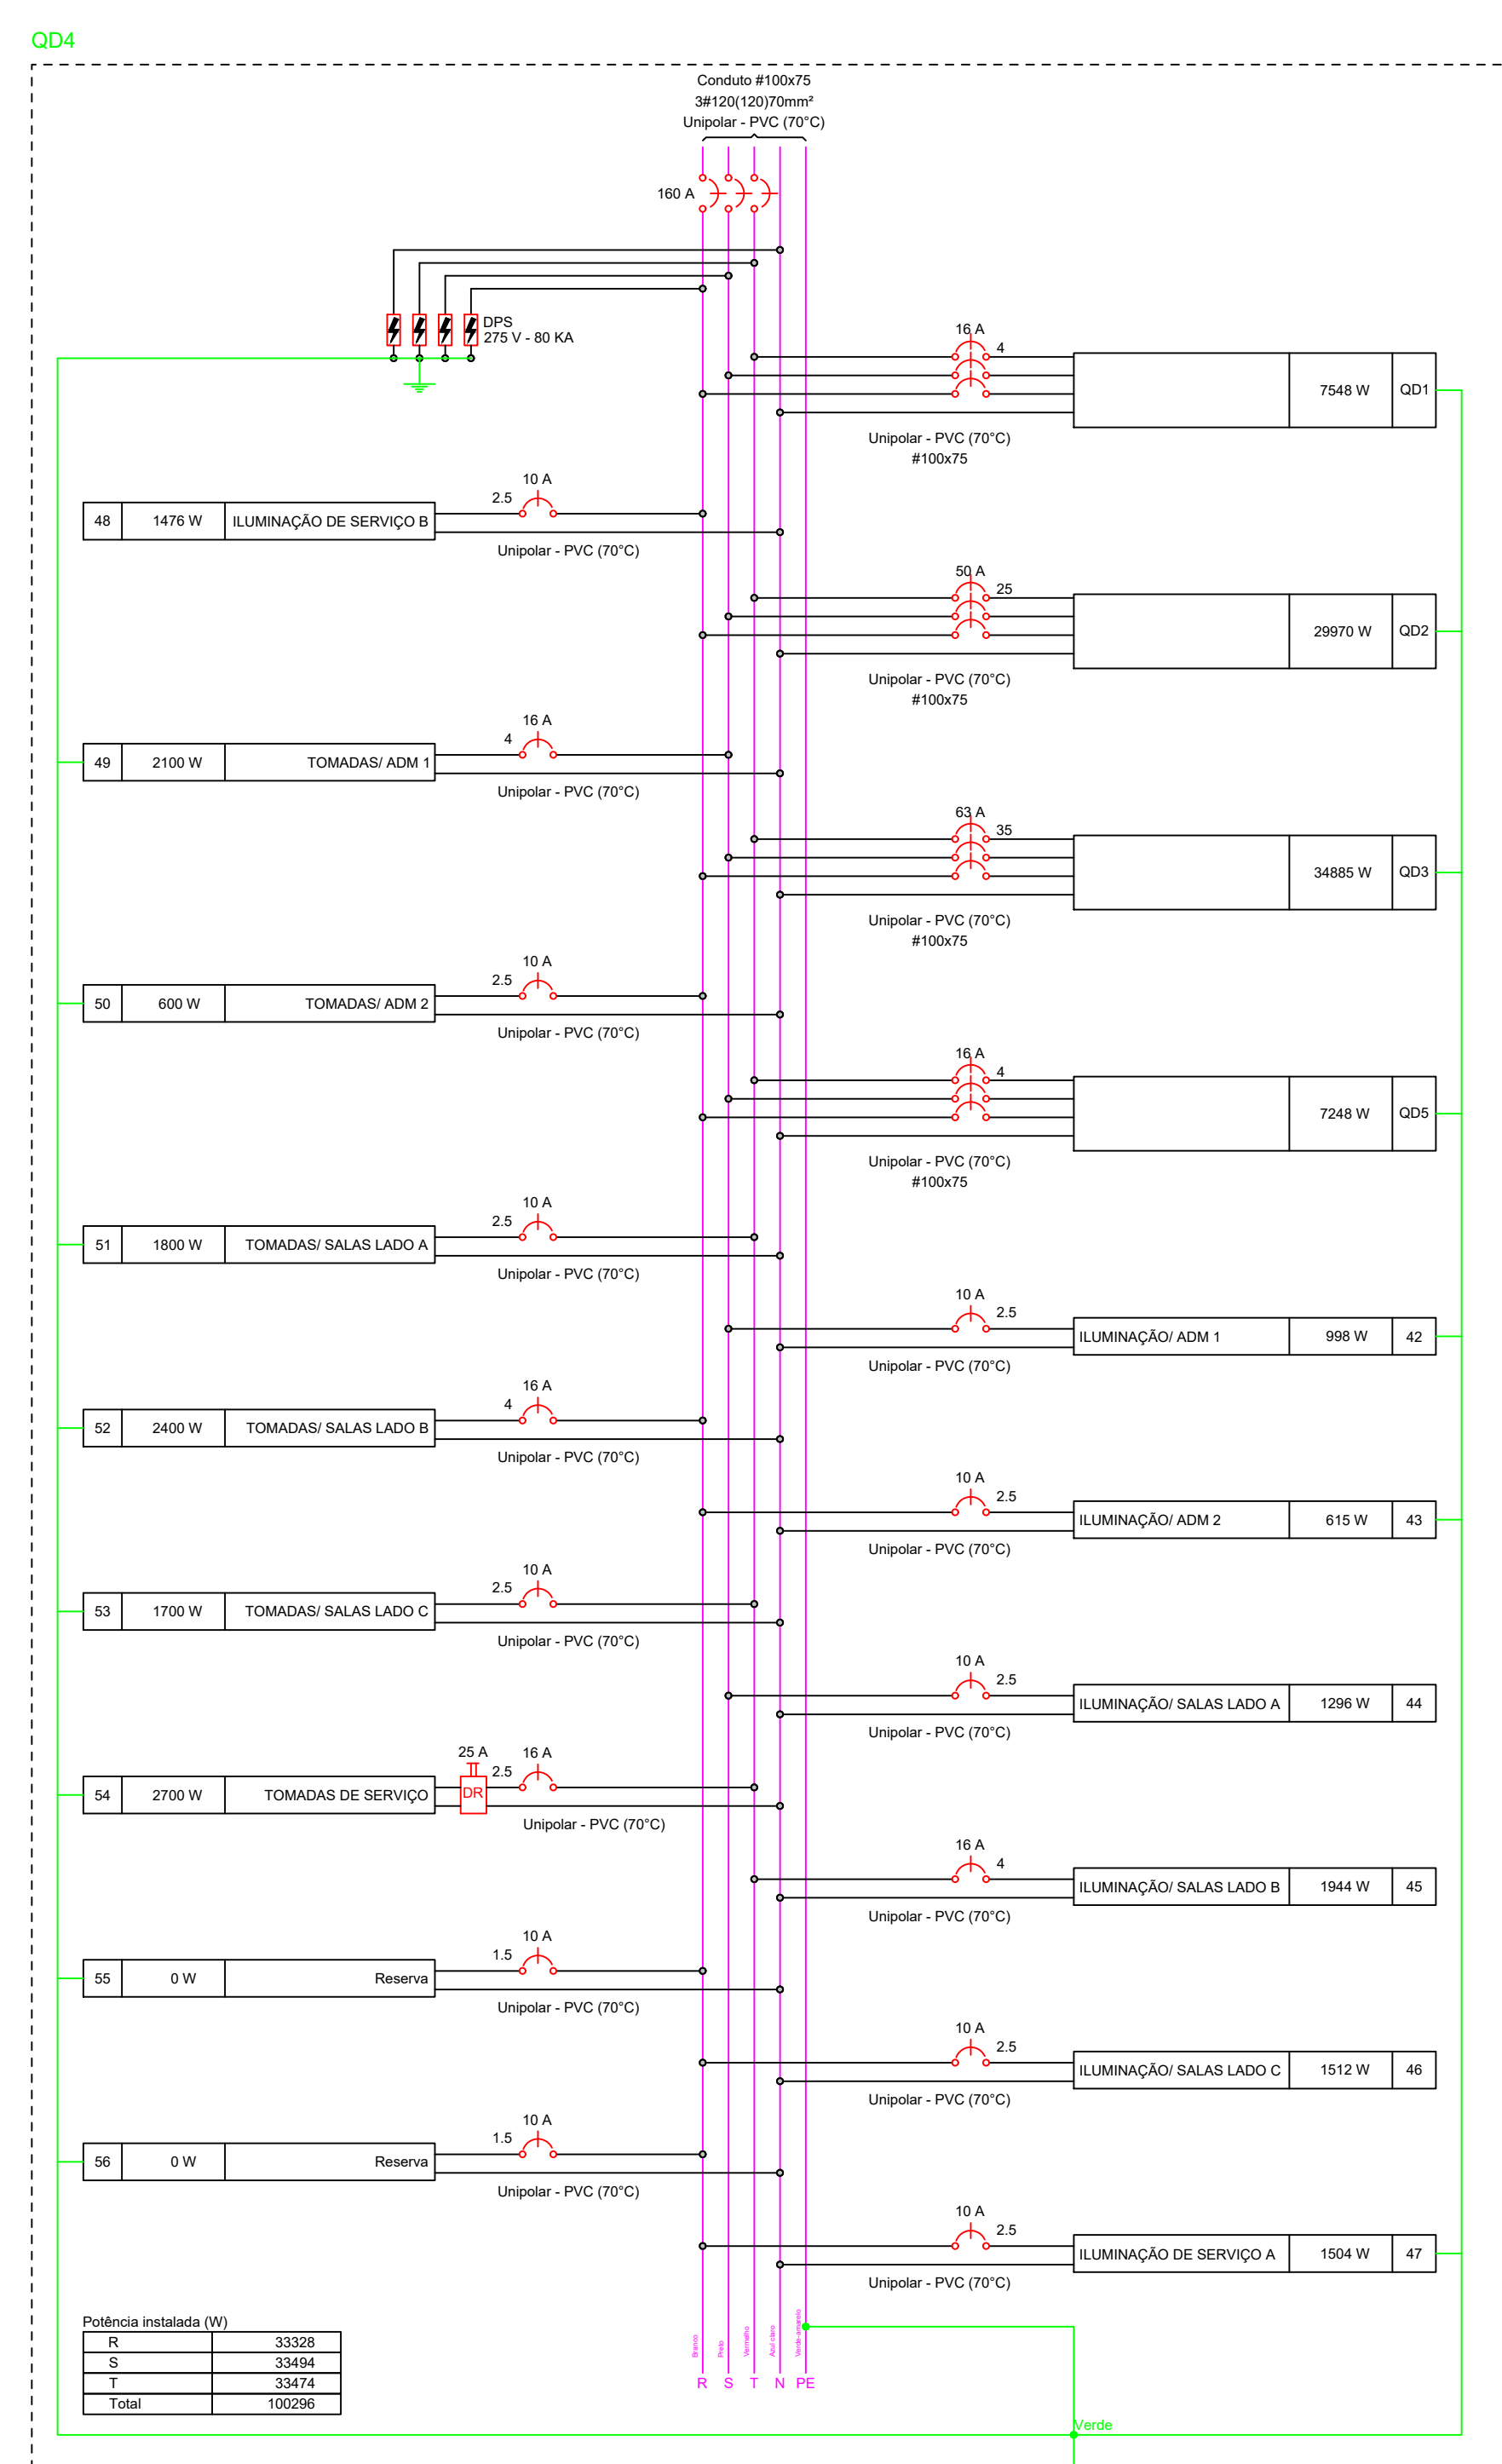 QD4
Conduto #100x75
3#120(120)70mm²
Unipolar - PVC (70°C)
160 A
DPS
275 V - 80 KA
16 A
4
7548 W
QD1
Unipolar - PVC (70°C)
#100x75
10 A
2.5
48
1476 W
ILUMINAÇÃO DE SERVIÇO B
Unipolar - PVC (70°C)
50 A
25
29970 W
QD2
Unipolar - PVC (70°C)
#100x75
16 A
4
49
2100 W
TOMADAS/ ADM 1
Unipolar - PVC (70°C)
63 A
35
34885 W
QD3
Unipolar - PVC (70°C)
#100x75
10 A
2.5
50
600 W
TOMADAS/ ADM 2
Unipolar - PVC (70°C)
16 A
4
7248 W
QD5
Unipolar - PVC (70°C)
#100x75
10 A
2.5
51
1800 W
TOMADAS/ SALAS LADO A
Unipolar - PVC (70°C)
10 A
2.5
ILUMINAÇÃO/ ADM 1
998 W
42
Unipolar - PVC (70°C)
16 A
4
52
2400 W
TOMADAS/ SALAS LADO B
Unipolar - PVC (70°C)
10 A
2.5
ILUMINAÇÃO/ ADM 2
615 W
43
Unipolar - PVC (70°C)
10 A
2.5
53
1700 W
TOMADAS/ SALAS LADO C
Unipolar - PVC (70°C)
10 A
2.5
ILUMINAÇÃO/ SALAS LADO A
1296 W
44
Unipolar - PVC (70°C)
25 A
16 A
2.5
DR
54
2700 W
TOMADAS DE SERVIÇO
Unipolar - PVC (70°C)
16 A
4
ILUMINAÇÃO/ SALAS LADO B
1944 W
45
Unipolar - PVC (70°C)
10 A
1.5
55
0 W
Reserva
Unipolar - PVC (70°C)
10 A
2.5
ILUMINAÇÃO/ SALAS LADO C
1512 W
46
Unipolar - PVC (70°C)
10 A
1.5
56
0 W
Reserva
Unipolar - PVC (70°C)
10 A
2.5
ILUMINAÇÃO DE SERVIÇO A
1504 W
47
Unipolar - PVC (70°C)
Potência instalada (W)
R 33328
S 33494
T 33474
Total 100296
Branco
Preto
Vermelho
Azul claro
Verde-amarelo
R S T N PE
Verde